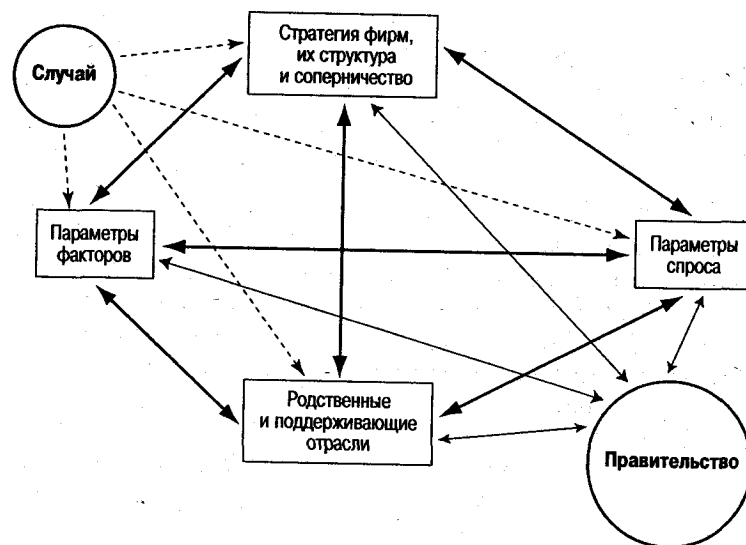 Стратегия фирм,
их структура
и соперничество
Случай
Параметры
факторов
Параметры
спроса
Родственные
и поддерживающие
отрасли
Правительство